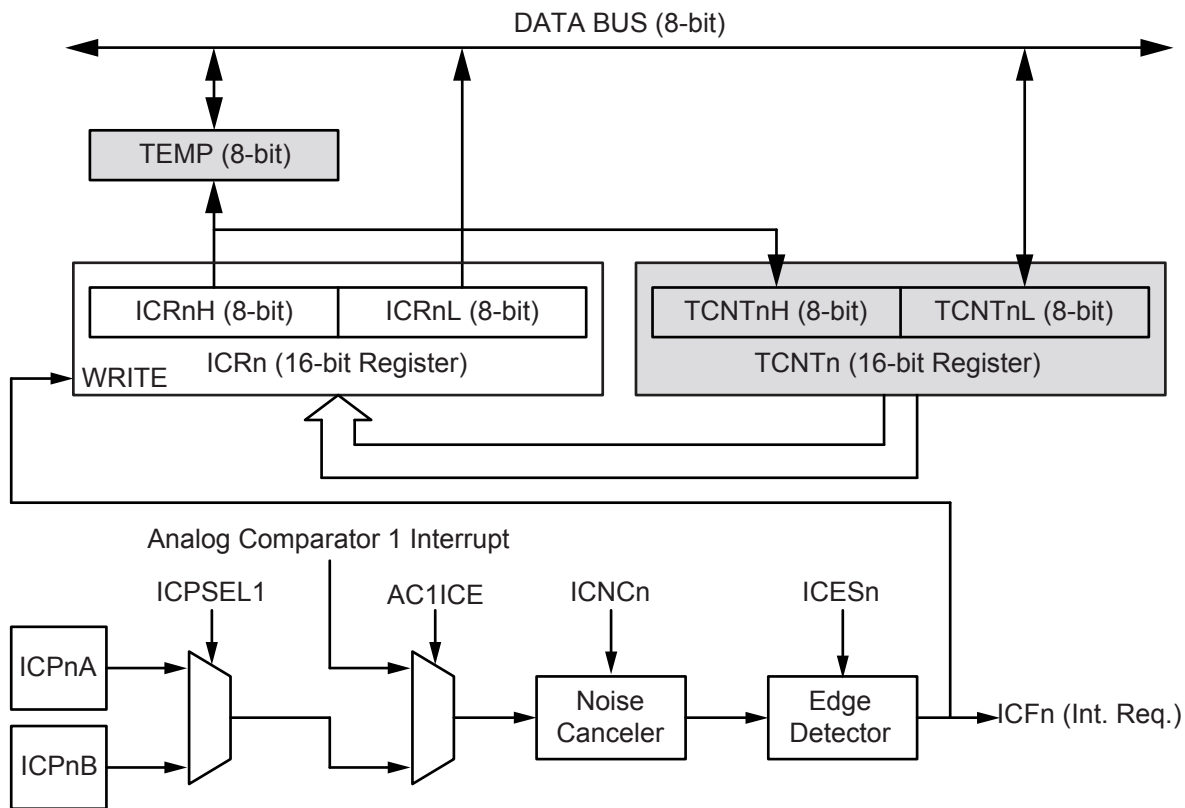 DATA BUS (8-bit)
TEMP (8-bit)
ICRnH (8-bit)
ICRnL (8-bit)
TCNTnH (8-bit)
TCNTnL (8-bit)
ICRn (16-bit Register)
TCNTn (16-bit Register)
WRITE
Analog Comparator 1 Interrupt
ICPSEL1
AC1ICE
ICNCn
ICESn
ICPnA
Noise
Canceler
Edge
Detector
ICFn (Int. Req.)
ICPnB